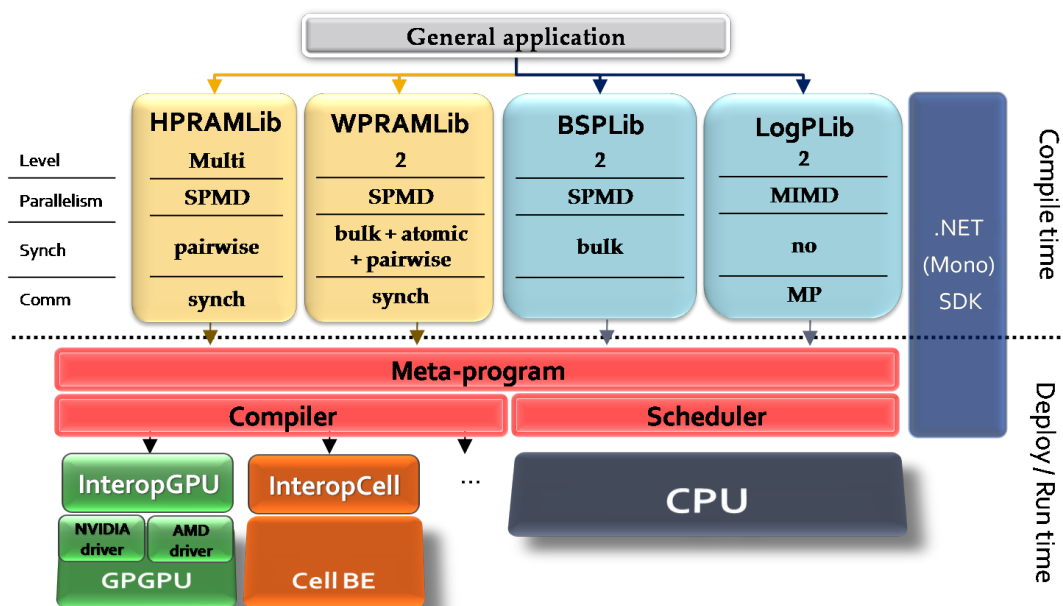 General application
HPRAMLib
WPRAMLib
BSPLib
LogPLib
Level
Multi
2
2
2
Parallelism
SPMD
SPMD
SPMD
MIMD
Synch
pairwise
bulk + atomic
+ pairwise
bulk
no
Comm
synch
synch
MP
.NET
(Mono)
SDK
Compile time
Meta-program
Compiler
Scheduler
Deploy / Run time
InteropGPU
InteropCell
...
CPU
NVIDIA
driver
AMD
driver
GPGPU
Cell BE